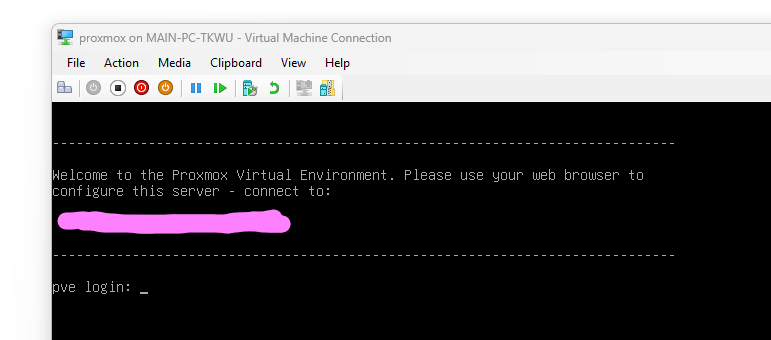 proxmox on MAIN-PC-TKWU - Virtual Machine Connection
File Action Media Clipboard View Help
--------------------------------------------------------------------------------
Welcome to the Proxmox Virtual Environment. Please use your web browser to
configure this server - connect to:
--------------------------------------------------------------------------------
pve login: _